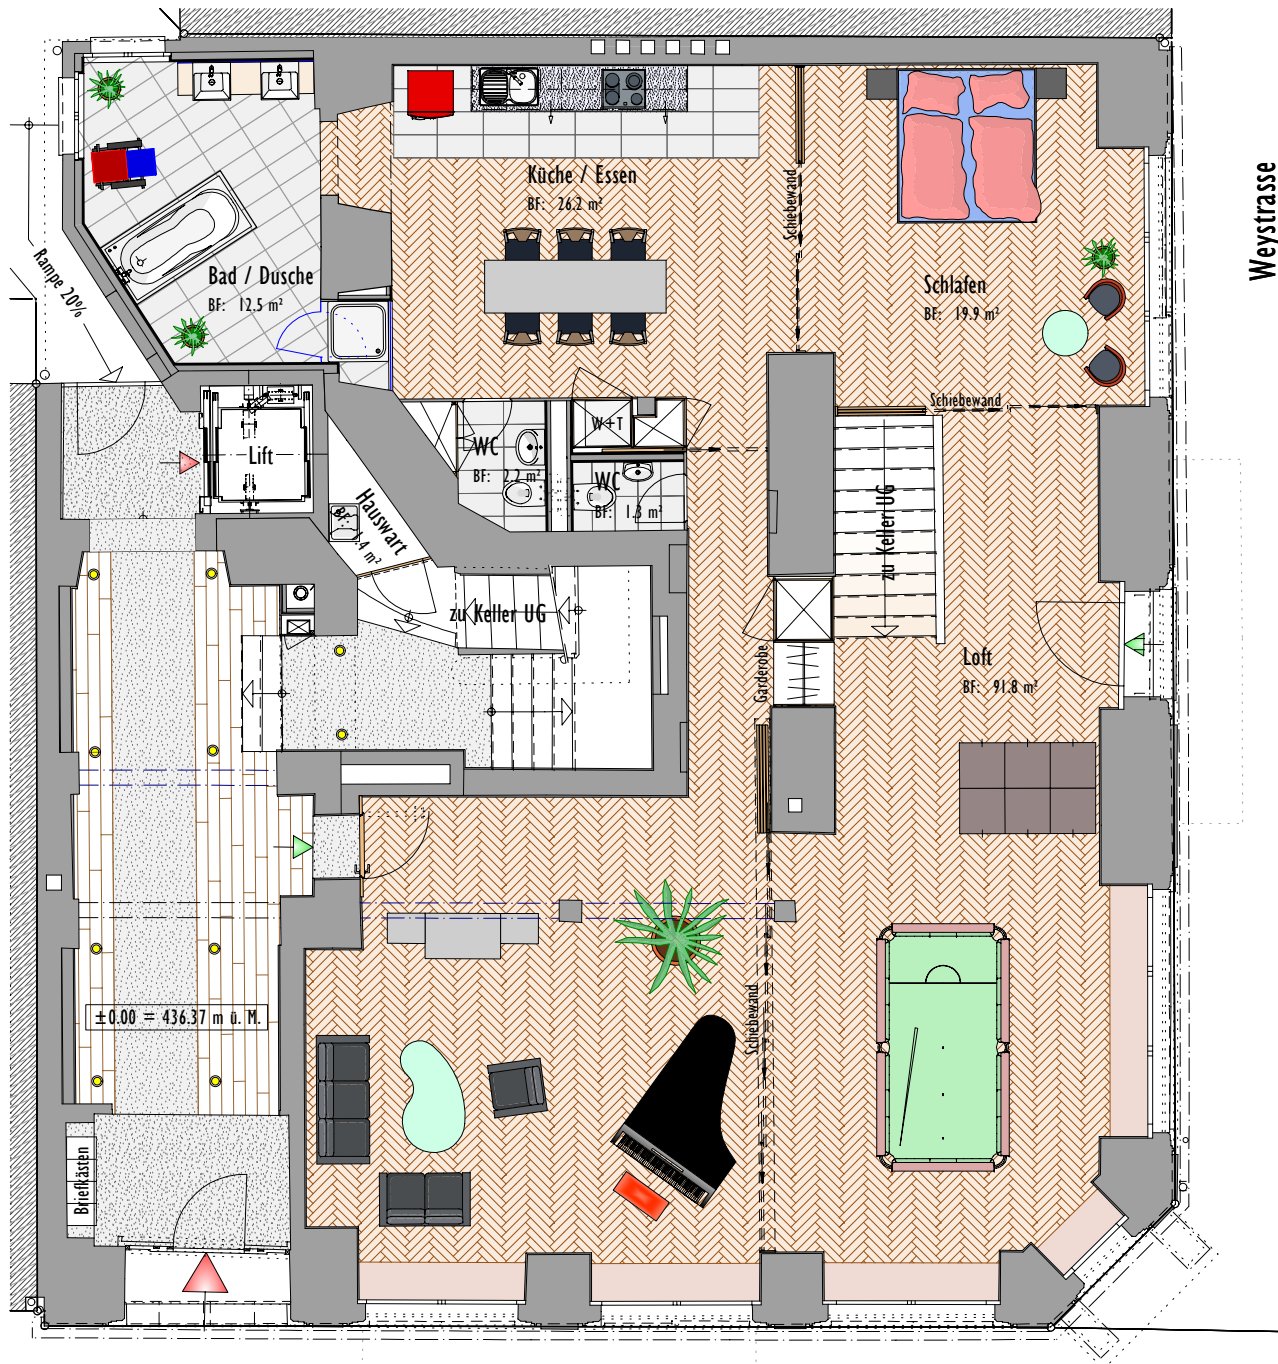 Weystrasse
Küche / Essen
BF: 26.2 m²
Schiebewand
Rampe 20%
Bad / Dusche
BF: 12.5 m²
Schlafen
BF: 19.9 m²
Schiebewand
W+T
WC
BF: 2.2 m²
WC
BF: 1.3 m²
Lift
Hauswart
zu Keller UG
zu Keller UG
Garderobe
Loft
BF: 91.8 m²
Schiebewand
±0.00 = 436.37 m ü. M.
Briefkästen